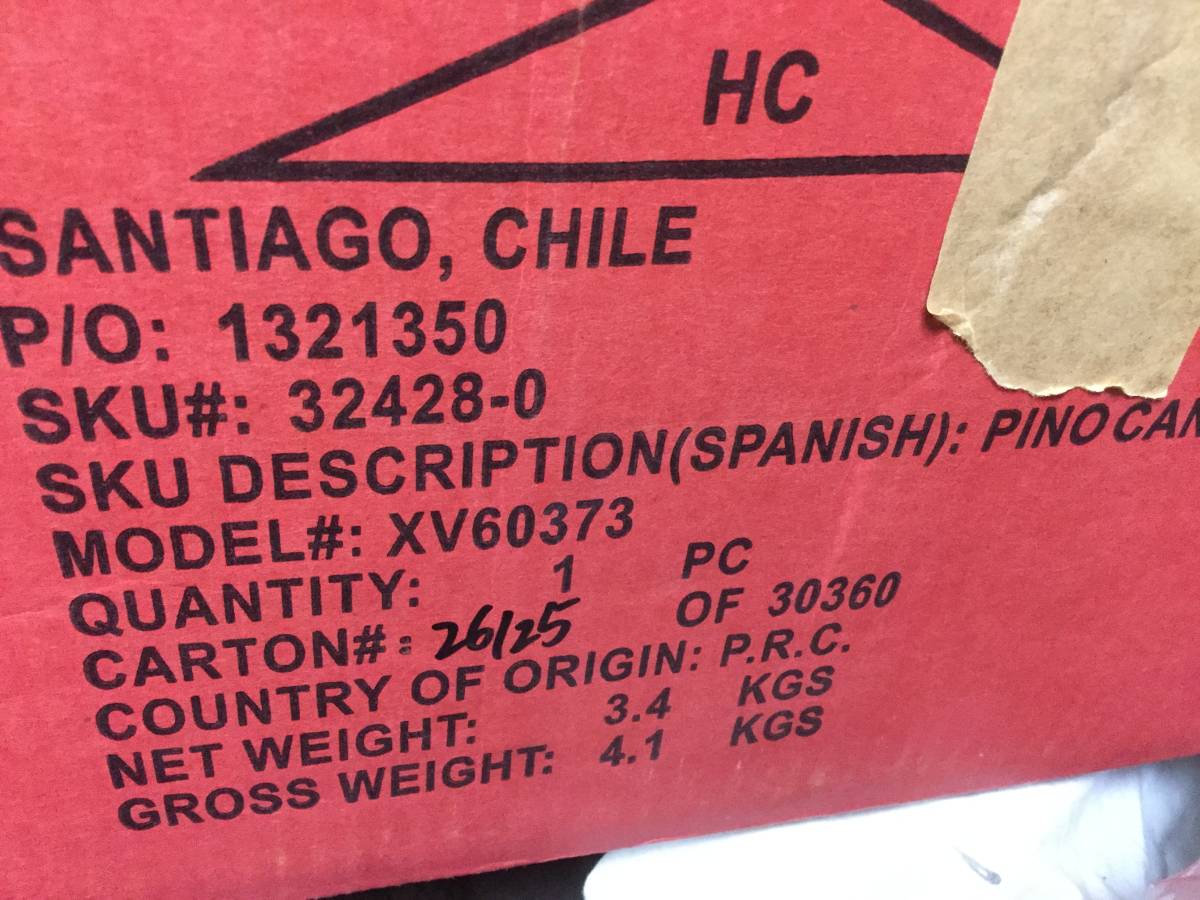 HC
SANTIAGO, CHILE
P/O: 1321350
SKU#: 32428-0
SKU DESCRIPTION(SPANISH): PINO
MODEL#: XV60373
QUANTITY: 1 PC
CARTON#: 26125 OF 30360
COUNTRY OF ORIGIN: P.R.C.
NET WEIGHT: 3.4 KGS
GROSS WEIGHT: 4.1 KGS